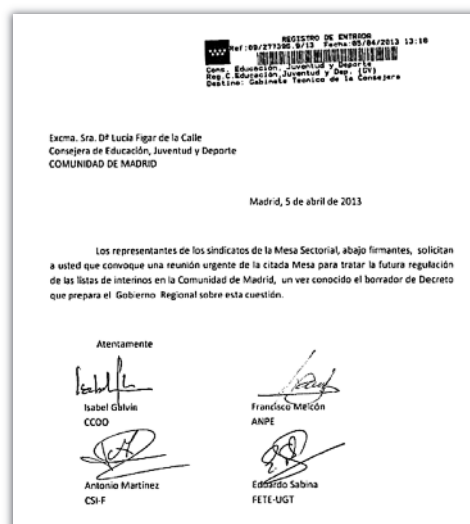 REGISTRO DE ENTRADA
Ref:09/277396.9/13 Fecha:05/04/2013 13:10
Cons. Educación, Juventud y Deporte
Reg.C.Educación,Juventud y Dep. (GV)
Destino: Gabinete Tecnico de la Consejera
Excma. Sra. Dª Lucía Figar de la Calle
Consejera de Educación, Juventud y Deporte
COMUNIDAD DE MADRID
Madrid, 5 de abril de 2013
Los representantes de los sindicatos de la Mesa Sectorial, abajo firmantes, solicitan
a usted que convoque una reunión urgente de la citada Mesa para tratar la futura regulación
de las listas de interinos en la Comunidad de Madrid, un ver conocido el borrador de Decreto
que prepara el Gobierno Regional sobre esta cuestión.
Atentamente
Isabel Galvín
CCOO
Francisco Melcón
ANPE
Antonio Martínez
CSI-F
Eduardo Sabina
FETE-UGT